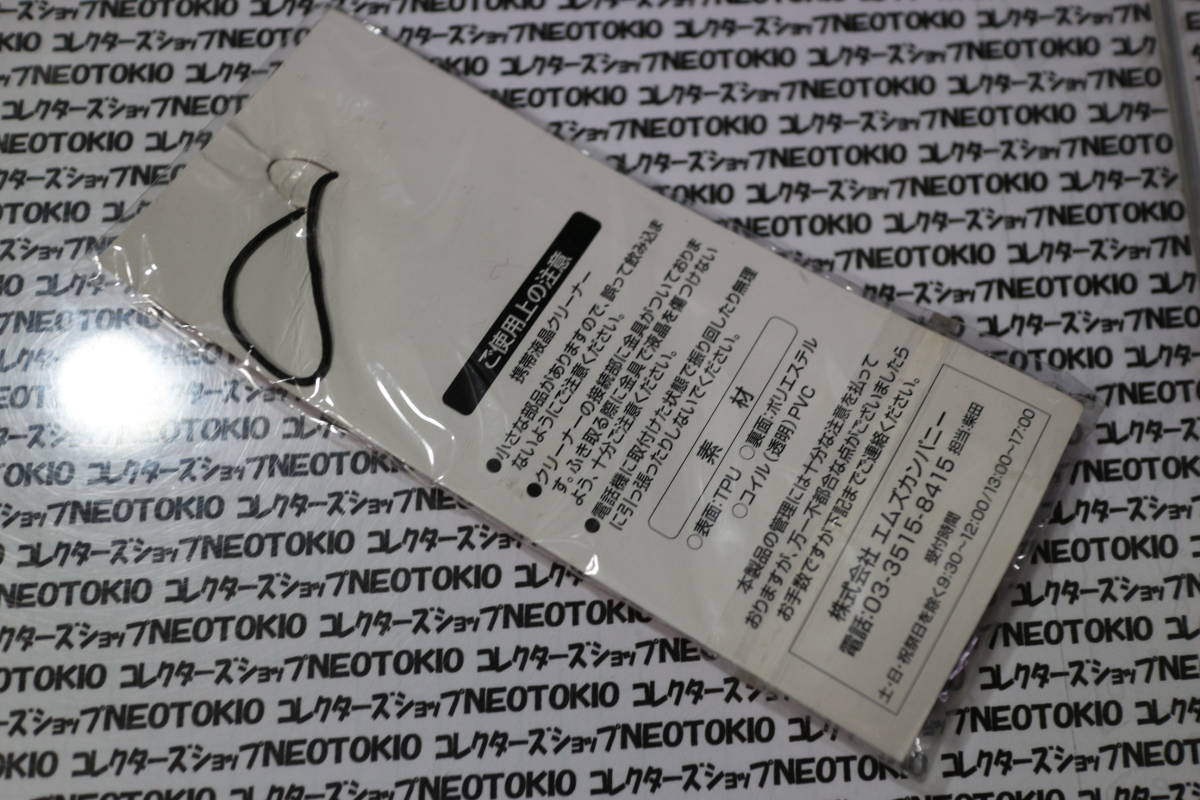 ご使用上の注意
携帯液晶クリーナー
●小さな部品がありますので、誤って飲み込ま
ないようにご注意ください。
●クリーナーの接続部に金具がついておりま
す。ふき取る際に金具で液晶を傷つけない
よう、十分ご注意ください。
●電話機に取付けた状態で振り回したり無理
に引っ張ったりしないでください。
素 材
○表面:TPU ○裏面:ポリエステル
○コイル(透明)PVC
本製品の管理には十分な注意を払って
おりますが、万一不都合な点がございましたら
お手数ですが下記までご連絡ください。
株式会社 エムズカンパニー
電話:03-3515-8415 担当:柴田
受付時間
土・日・祝祭日を除く9:30~12:00/13:00~17:00
コレクターズショップNEOTOKIO